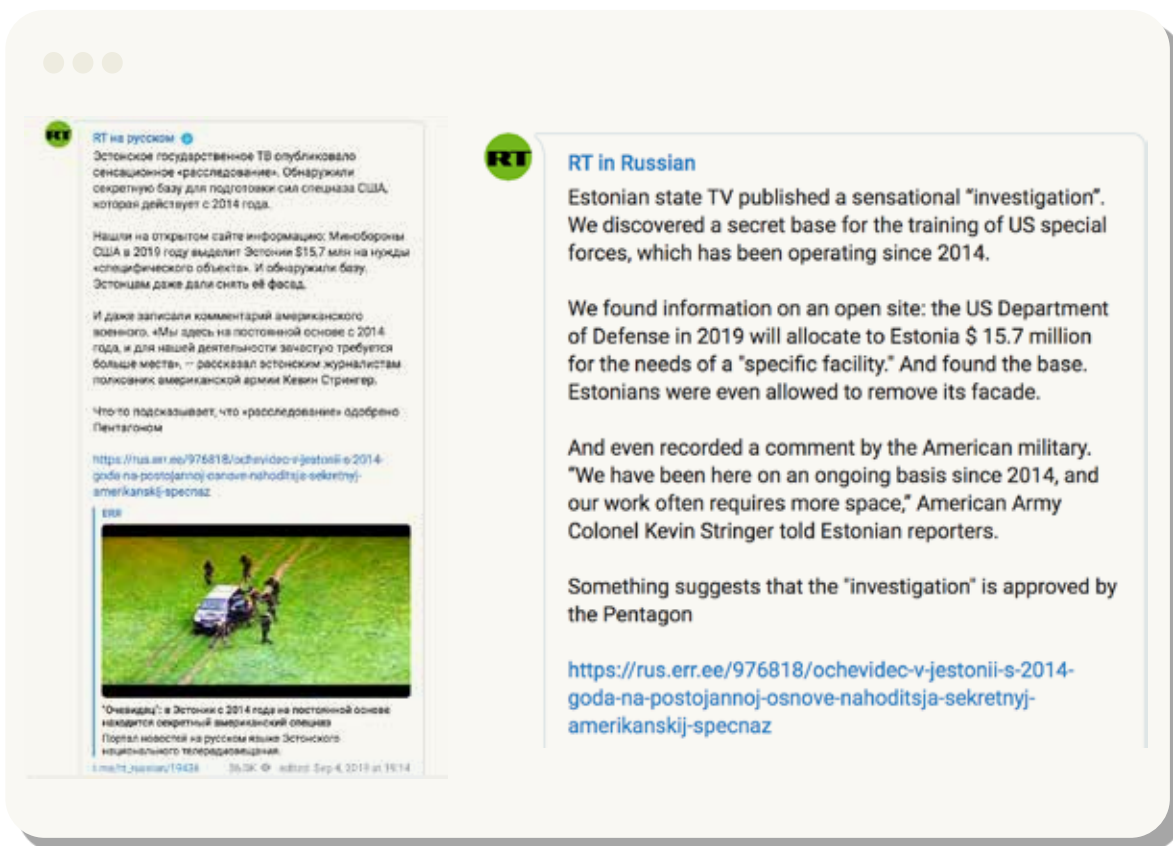 RT
RT на русском
Эстонское государственное ТВ опубликовало
сенсационное «расследование». Обнаружили
секретную базу для подготовки сил спецназа США,
которая действует с 2014 года.
Нашли на открытом сайте информацию: Минобороны
США в 2019 году выделит Эстонии $15,7 млн на нужды
«специфического объекта». И обнаружили базу.
Эстонцам даже дали снять её фасад.
И даже записали комментарий американского
военного. «Мы здесь на постоянной основе с 2014
года, и для нашей деятельности зачастую требуется
больше места», — рассказал эстонским журналистам
полковник американской армии Кевин Стрингер.
Что-то подсказывает, что «расследование» одобрено
Пентагоном
https://rus.err.ee/976818/ochevidec-v-jestonii-s-2014-
goda-na-postojannoj-osnove-nahoditsja-sekretnyj-
amerikanskij-specnaz
ERR
"Очевидец": в Эстонии с 2014 года на постоянной основе
находится секретный американский спецназ
Портал новостей на русском языке Эстонского
национального телерадиовещания.
t.me/rt_russian/19436 36.0K edited Sep 4, 2019 at 19:14
RT
RT in Russian
Estonian state TV published a sensational “investigation”.
We discovered a secret base for the training of US special
forces, which has been operating since 2014.
We found information on an open site: the US Department
of Defense in 2019 will allocate to Estonia $ 15.7 million
for the needs of a "specific facility." And found the base.
Estonians were even allowed to remove its facade.
And even recorded a comment by the American military.
“We have been here on an ongoing basis since 2014, and
our work often requires more space,” American Army
Colonel Kevin Stringer told Estonian reporters.
Something suggests that the "investigation" is approved by
the Pentagon
https://rus.err.ee/976818/ochevidec-v-jestonii-s-2014-
goda-na-postojannoj-osnove-nahoditsja-sekretnyj-
amerikanskij-specnaz